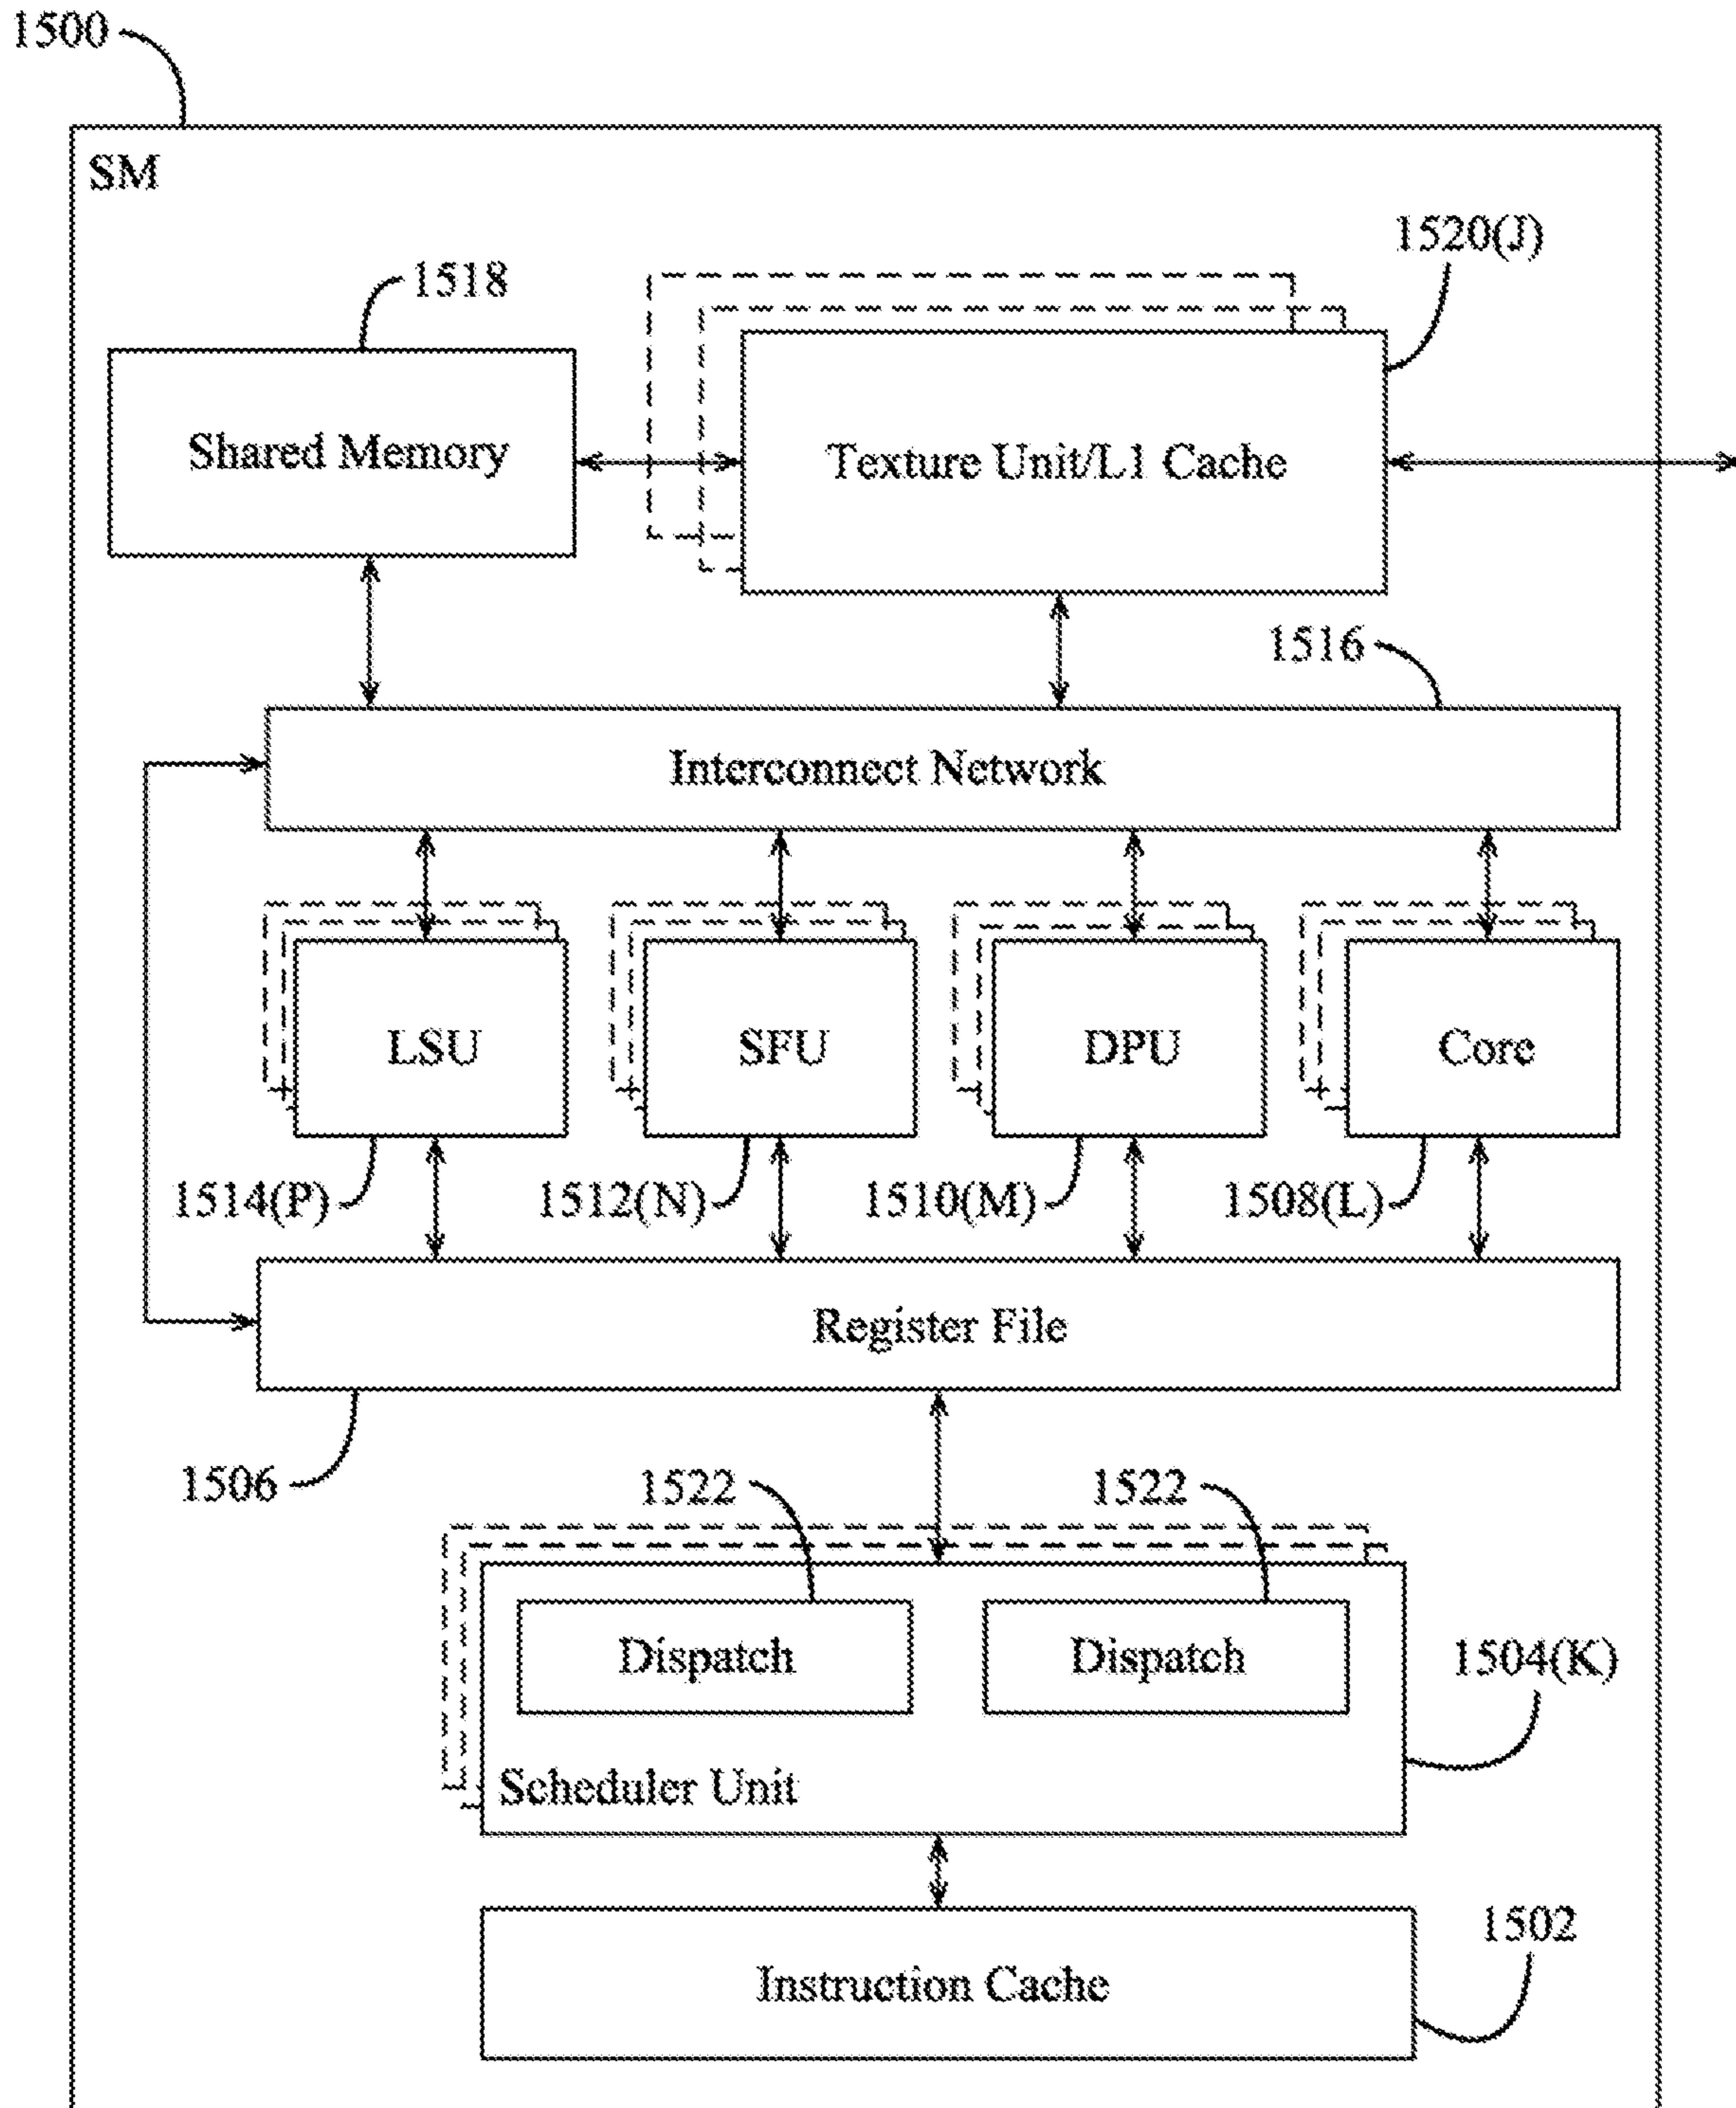 1500
SM
1520(J)
1518
Shared Memory
Texture Unit/L1 Cache
1516
Interconnect Network
LSU
SFU
DPU
Core
1514(P)
1512(N)
1510(M)
1508(L)
Register File
1506
1522
1522
Dispatch
Dispatch
1504(K)
Scheduler Unit
1502
Instruction Cache